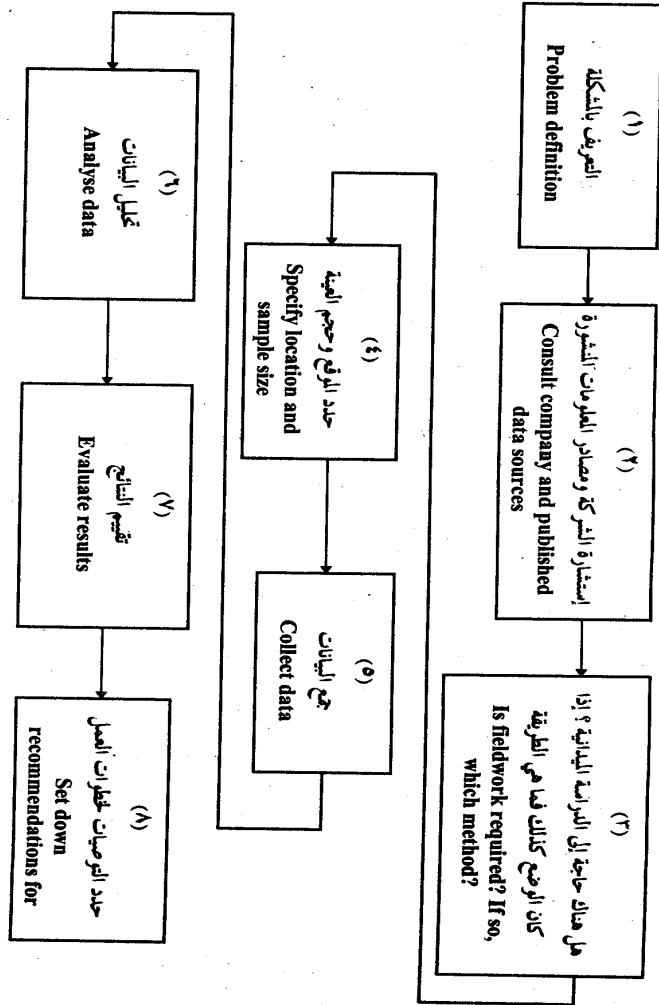 (١)
التعريف بالمشكلة
Problem definition
(٢)
إستشارة الشركة ومصادر المعلومات المنشورة
Consult company and published
data sources
(٣)
هل هناك حاجة إلى الدراسة الميدانية ؟ إذا
كان الوضع كذلك فما هي الطريقة
Is fieldwork required? If so,
which method?
(٤)
حدد الموقع وحجم العينة
Specify location and
sample size
(٥)
جمع البيانات
Collect data
(٦)
تحليل البيانات
Analyse data
(٧)
تقييم النتائج
Evaluate results
(٨)
حدد التوصيات لخطوات العمل
Set down
recommendations for